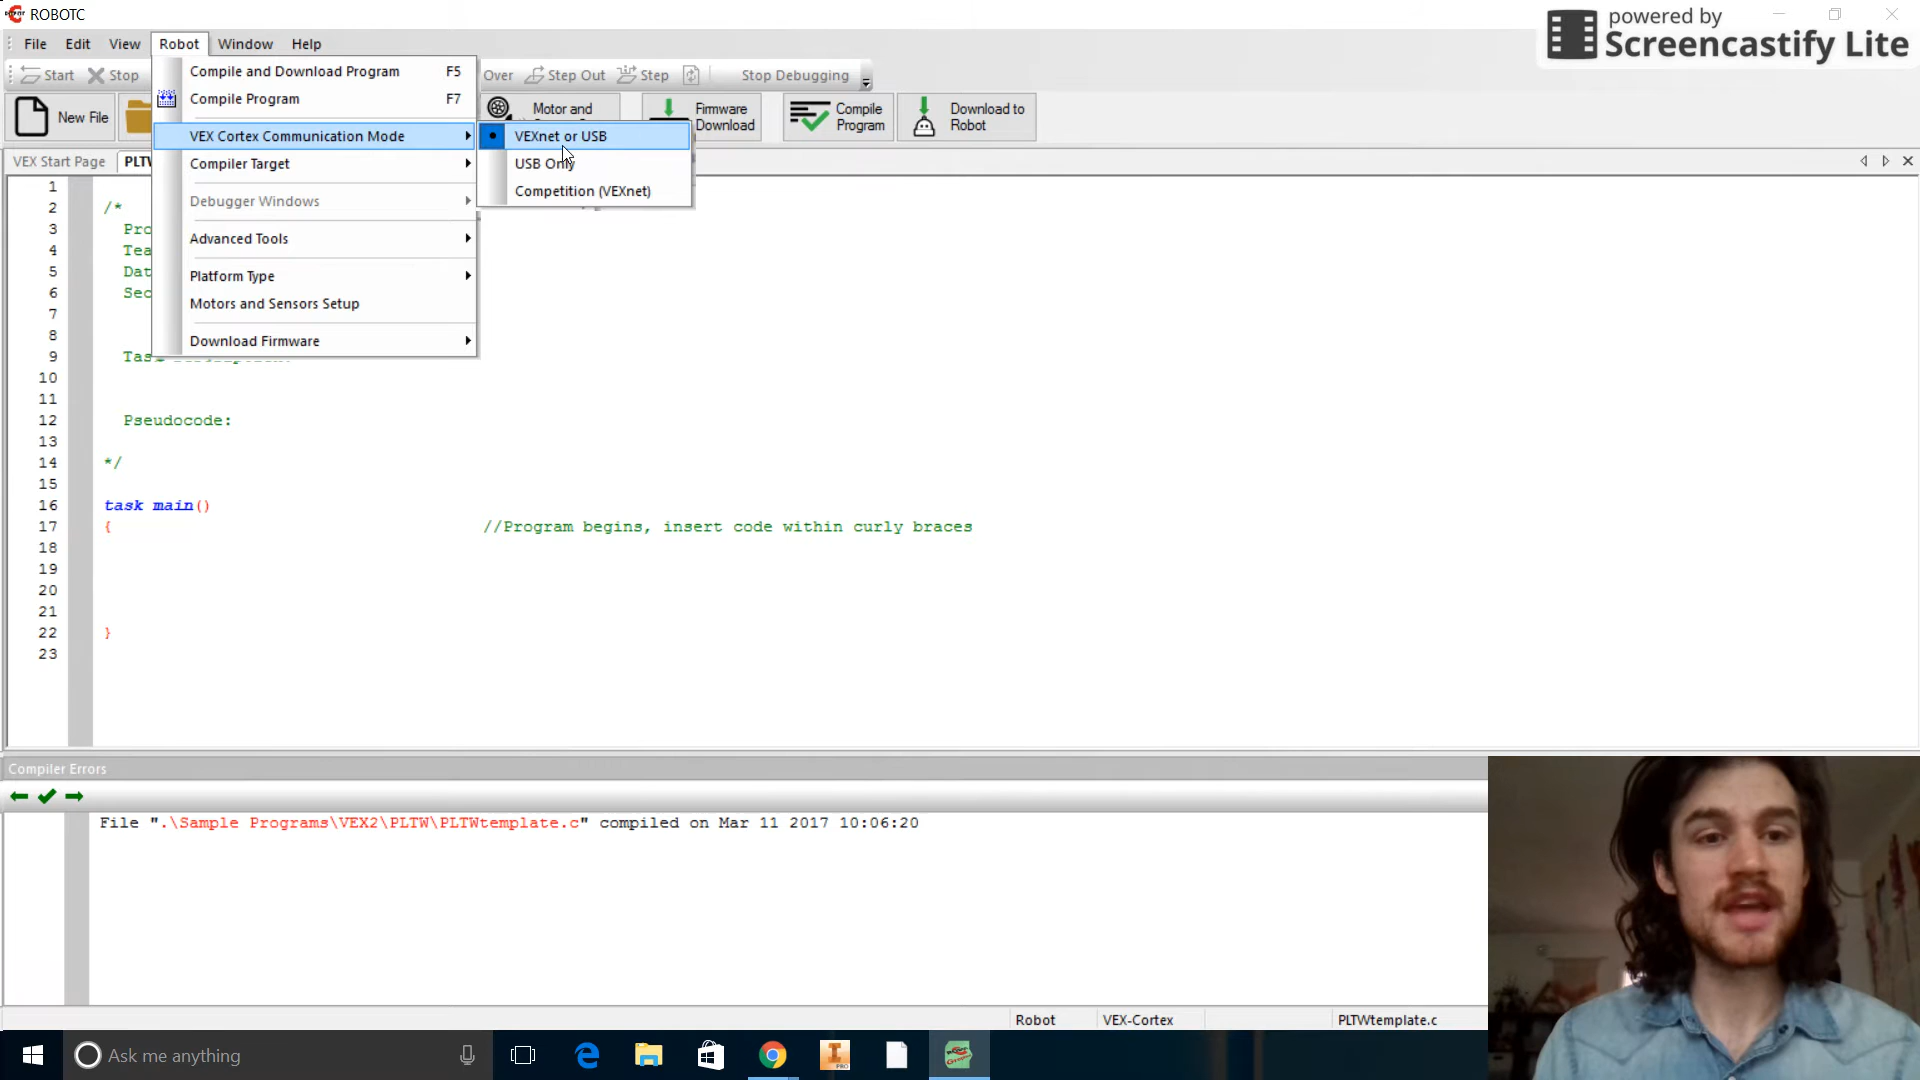 ROBOTC
powered by
Screencastify Lite
File Edit View Robot Window Help
Start Stop Over Step Out Step Stop Debugging
New File Motor and Firmware Download Compile Program Download to Robot
Compile and Download Program F5
Compile Program F7
VEX Cortex Communication Mode
Compiler Target
Debugger Windows
Advanced Tools
Platform Type
Motors and Sensors Setup
Download Firmware
VEXnet or USB
USB Only
Competition (VEXnet)
VEX Start Page PLTW
1
2 /*
3 Pro
4 Tea
5 Dat
6 Sec
7
8
9 Tas
10
11
12 Pseudocode:
13
14 */
15
16 task main()
17 { //Program begins, insert code within curly braces
18
19
20
21
22 }
23
Compiler Errors
File ".\Sample Programs\VEX2\PLTW\PLTWtemplate.c" compiled on Mar 11 2017 10:06:20
Robot VEX-Cortex PLTWtemplate.c
Ask me anything